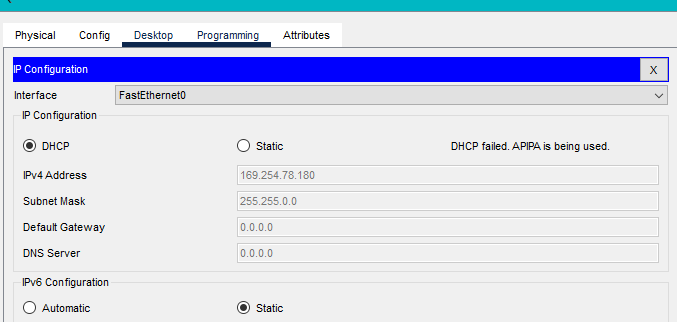 Physical Config Desktop Programming Attributes
IP Configuration X
Interface FastEthernet0
IP Configuration
DHCP Static DHCP failed. APIPA is being used.
IPv4 Address 169.254.78.180
Subnet Mask 255.255.0.0
Default Gateway 0.0.0.0
DNS Server 0.0.0.0
IPv6 Configuration
Automatic Static